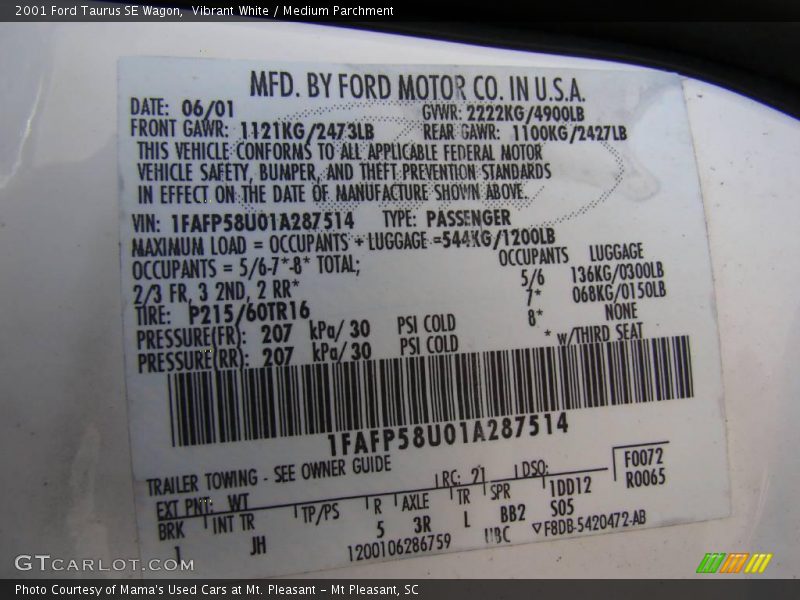 2001 Ford Taurus SE Wagon, Vibrant White / Medium Parchment
MFD. BY FORD MOTOR CO. IN U.S.A.
DATE: 06/01 GVWR: 2222KG/4900LB
FRONT GAWR: 1121KG/2473LB REAR GAWR: 1100KG/2427LB
THIS VEHICLE CONFORMS TO ALL APPLICABLE FEDERAL MOTOR
VEHICLE SAFETY, BUMPER, AND THEFT PREVENTION STANDARDS
IN EFFECT ON THE DATE OF MANUFACTURE SHOWN ABOVE.
VIN: 1FAFP58U01A287514 TYPE: PASSENGER
MAXIMUM LOAD = OCCUPANTS + LUGGAGE =544KG/1200LB
OCCUPANTS = 5/6-7*-8* TOTAL; OCCUPANTS LUGGAGE
2/3 FR, 3 2ND, 2 RR* 5/6 136KG/0300LB
TIRE: P215/60TR16 7* 068KG/0150LB
PRESSURE(FR): 207 kPa/ 30 PSI COLD 8* NONE
PRESSURE(RR): 207 kPa/ 30 PSI COLD * w/THIRD SEAT
1FAFP58U01A287514
TRAILER TOWING - SEE OWNER GUIDE
EXT PNT: WT RC: 21 DSO: F0072
BRK INT TR TP/PS R AXLE TR SPR 1DD12 R0065
1 JH 5 3R L BB2 S05
1200106286759 UBC ▽F8DB-5420472-AB
GTCARLOT.COM
Photo Courtesy of Mama's Used Cars at Mt. Pleasant - Mt Pleasant, SC